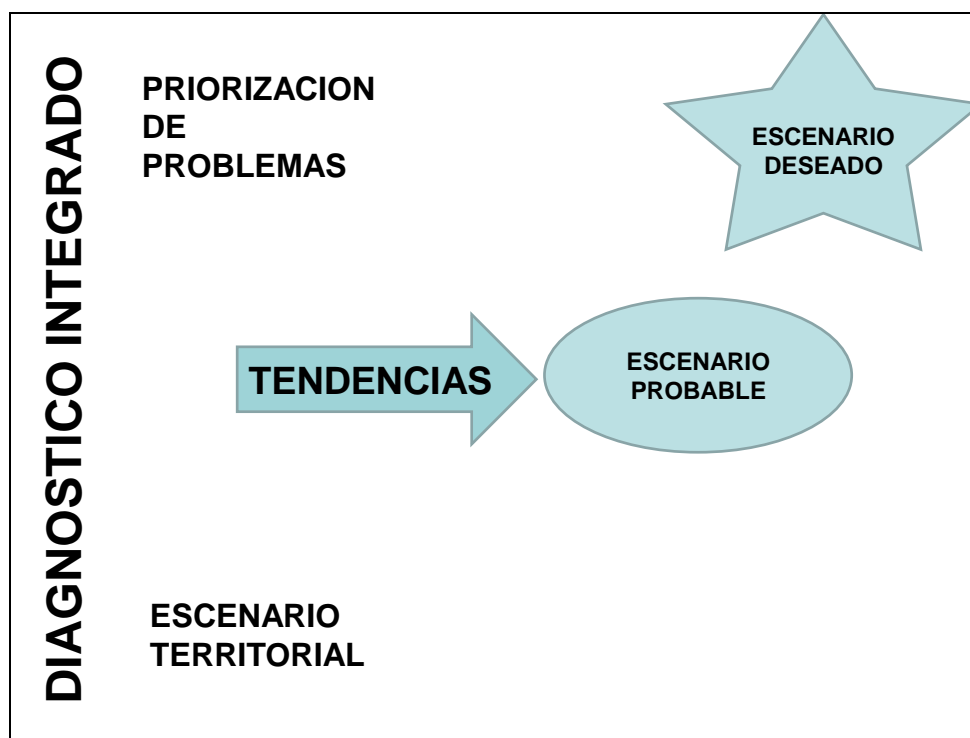 DIAGNOSTICO INTEGRADO
PRIORIZACION
DE
PROBLEMAS
ESCENARIO
DESEADO
TENDENCIAS
ESCENARIO
PROBABLE
ESCENARIO
TERRITORIAL